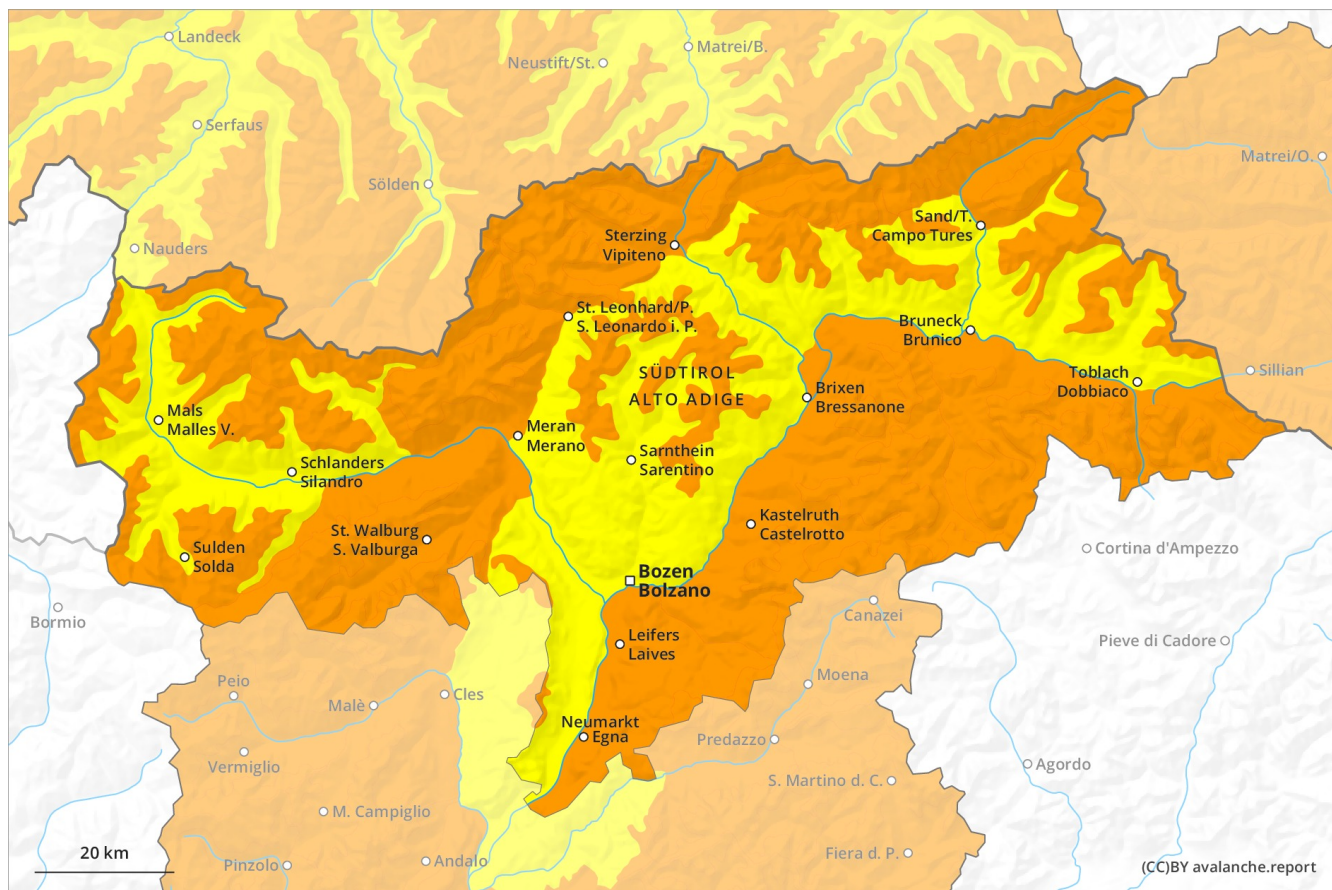 Landeck
Matrei/B.
Neustift/St.
Serfaus
Matrei/O.
Sölden
Sand/T.
Campo Tures
Sterzing
Vipiteno
Nauders
St. Leonhard/P.
S. Leonardo i. P.
Bruneck
Brunico
SÜDTIROL
ALTO ADIGE
Toblach
Dobbiaco
Sillian
Brixen
Bressanone
Mals
Malles V.
Meran
Merano
Sarnthein
Sarentino
Schlanders
Silandro
Kastelruth
Castelrotto
St. Walburg
S. Valburga
Sulden
Solda
Cortina d'Ampezzo
Bozen
Bolzano
Bormio
Canazei
Leifers
Laives
Pieve di Cadore
Peio
Malè
Cles
Moena
Neumarkt
Egna
Predazzo
Vermiglio
Agordo
S. Martino d. C.
M. Campiglio
20 km
Pinzolo
Andalo
Fiera d. P.
(CC)BY avalanche.report